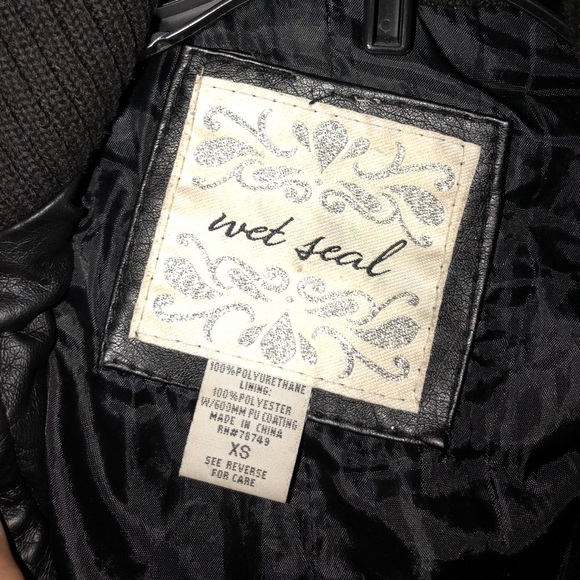 wet seal
100% POLYURETHANE
LINING:
100% POLYESTER
W/600MM PU COATING
MADE IN CHINA
RN#78749
XS
SEE REVERSE
FOR CARE